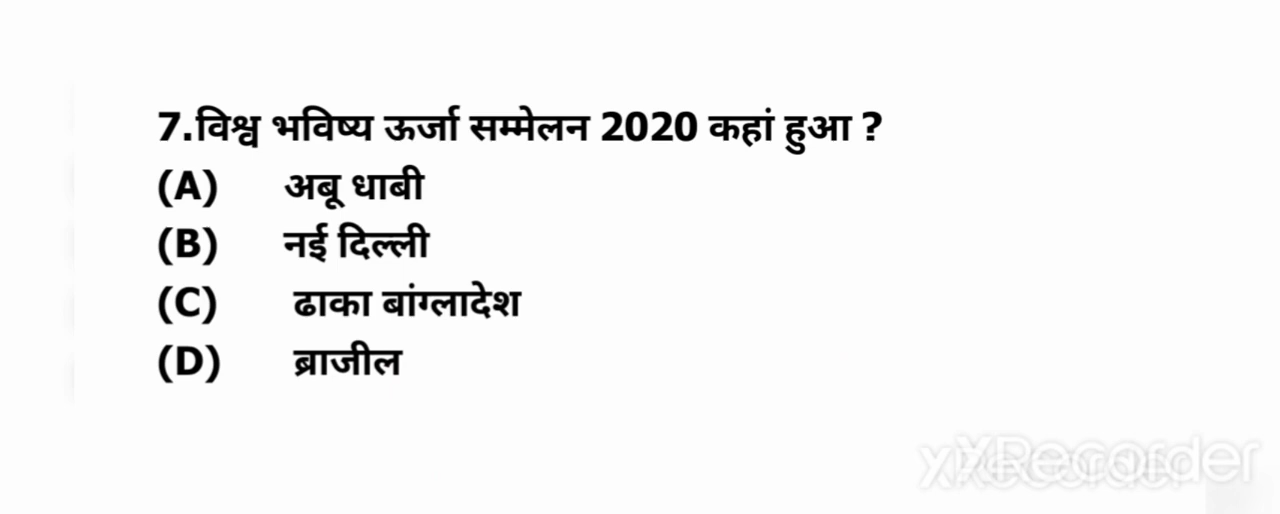 7.विश्व भविष्य ऊर्जा सम्मेलन 2020 कहां हुआ ?
(A) अबू धाबी
(B) नई दिल्ली
(C) ढाका बांग्लादेश
(D) ब्राजील
XRecorder